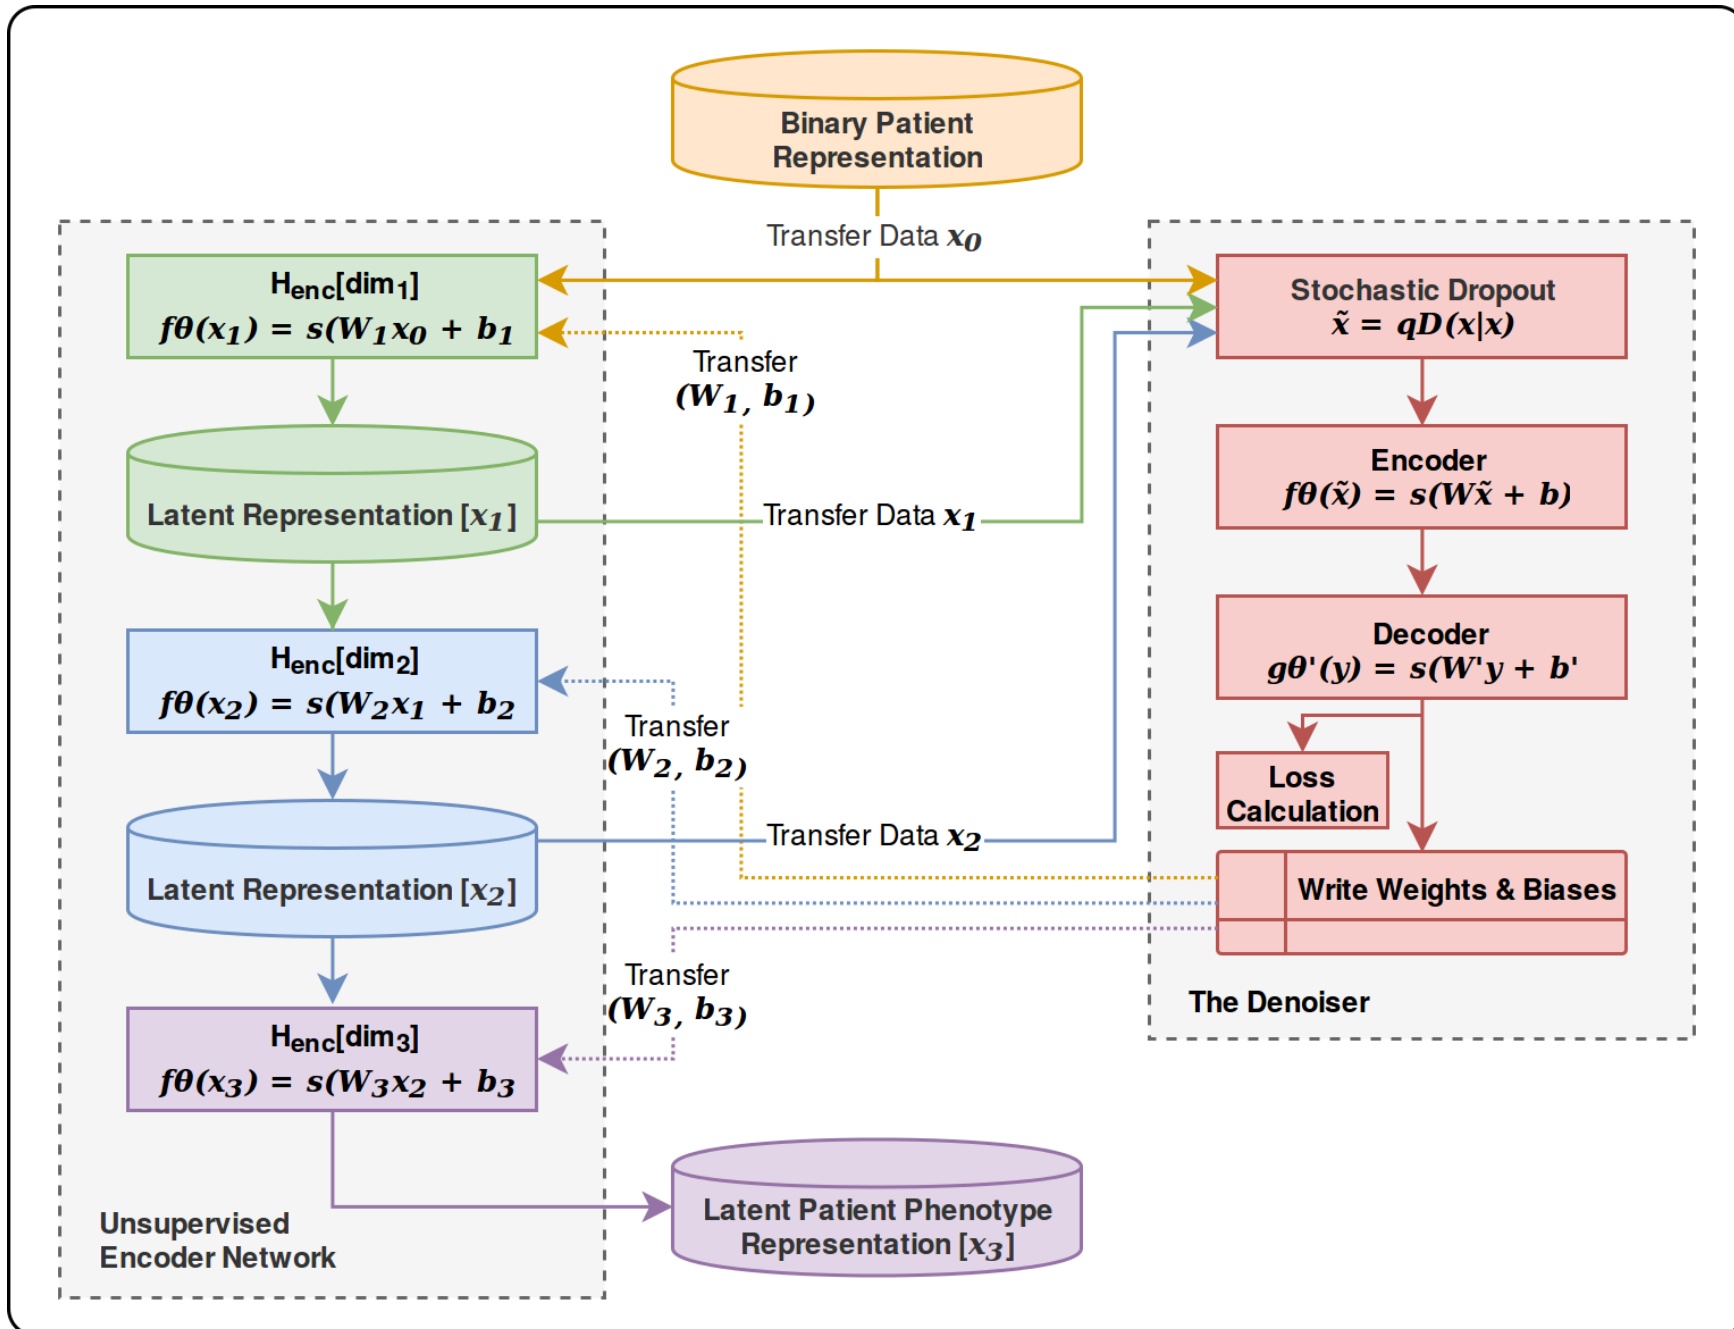 Binary Patient
Representation
Transfer Data x₀
Hₑₙc[dim₁]
fθ(x₁) = s(W₁x₀ + b₁
Transfer
(W₁, b₁)
Latent Representation [x₁]
Transfer Data x₁
Hₑₙc[dim₂]
fθ(x₂) = s(W₂x₁ + b₂
Transfer
(W₂, b₂)
Latent Representation [x₂]
Transfer Data x₂
Hₑₙc[dim₃]
fθ(x₃) = s(W₃x₂ + b₃
Transfer
(W₃, b₃)
Unsupervised
Encoder Network
Latent Patient Phenotype
Representation [x₃]
Stochastic Dropout
x̃ = qD(x|x)
Encoder
fθ(x̃) = s(Wx̃ + b)
Decoder
gθ'(y) = s(W'y + b'
Loss
Calculation
Write Weights & Biases
The Denoiser